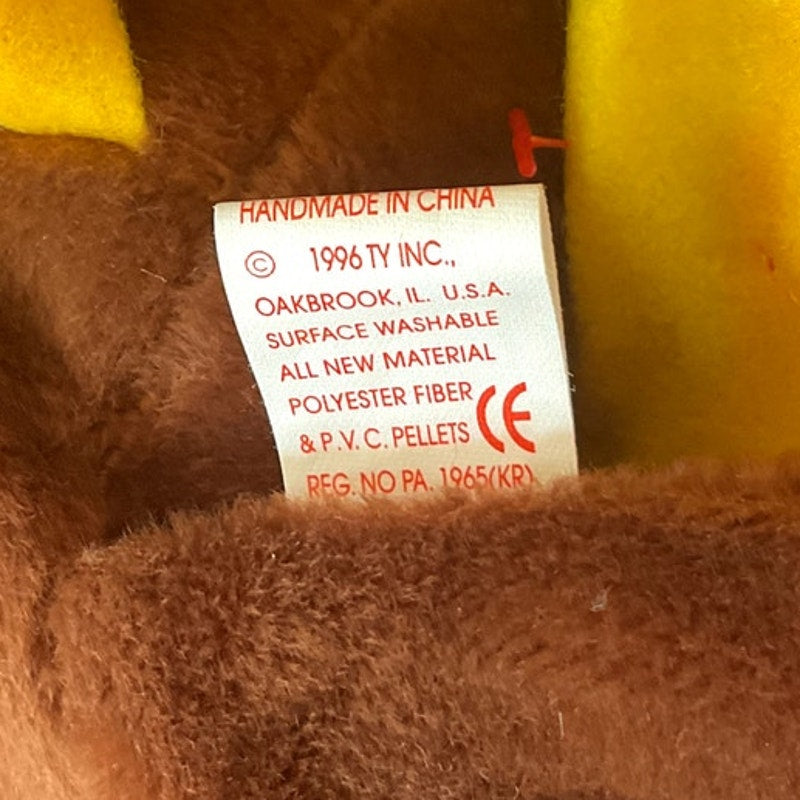 HANDMADE IN CHINA
© 1996 TY INC.,
OAKBROOK, IL. U.S.A.
SURFACE WASHABLE
ALL NEW MATERIAL
POLYESTER FIBER
& P.V.C. PELLETS CE
REG. NO PA. 1965(KR)